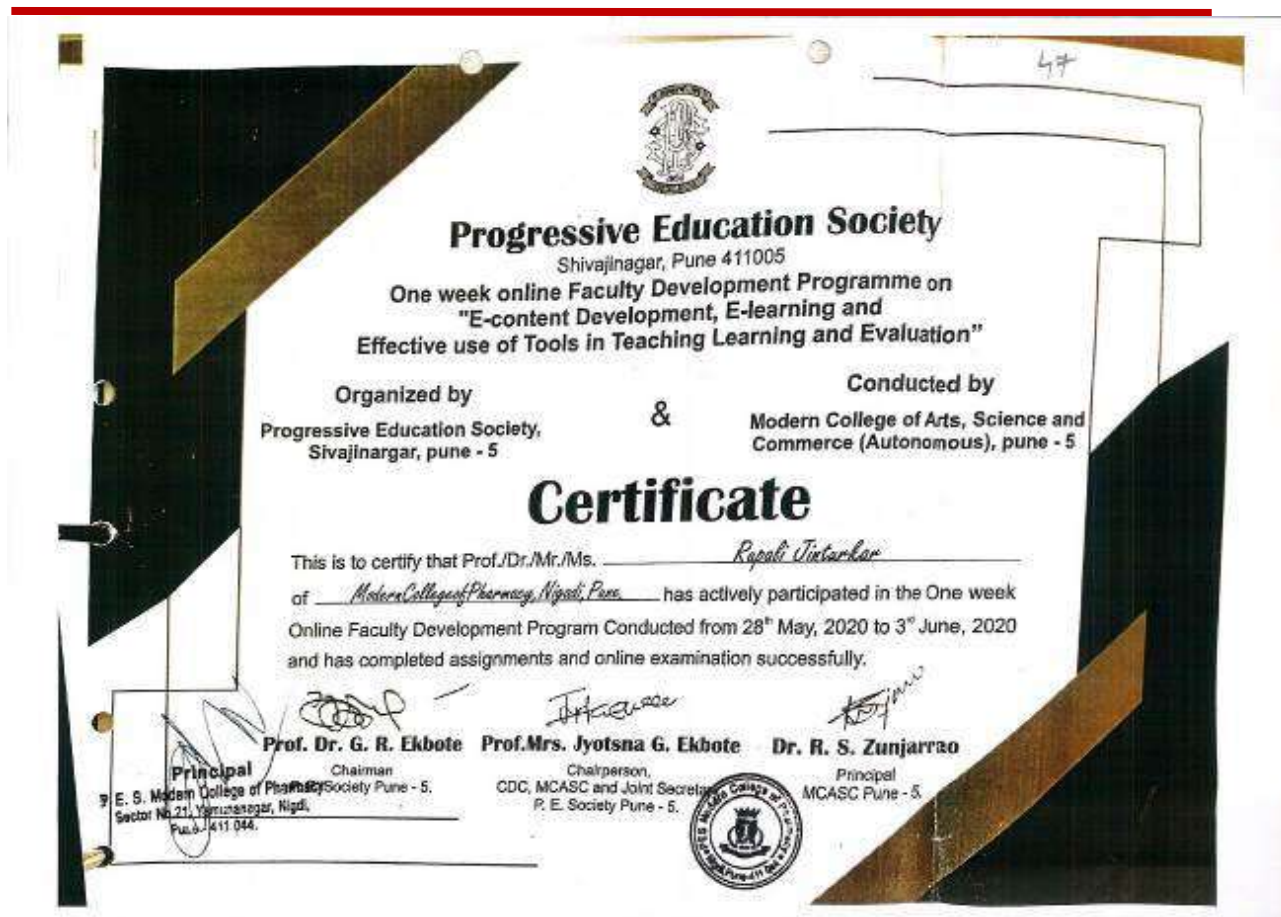 47
Progressive Education Society
Shivajinagar, Pune 411005
One week online Faculty Development Programme on
"E-content Development, E-learning and
Effective use of Tools in Teaching Learning and Evaluation"
Organized by
Progressive Education Society,
Sivajinargar, pune - 5
&
Conducted by
Modern College of Arts, Science and
Commerce (Autonomous), pune - 5
Certificate
This is to certify that Prof./Dr./Mr./Ms. Rupali Jinturkar
of Modern College of Pharmacy, Nigadi, Pune, has actively participated in the One week
Online Faculty Development Program Conducted from 28th May, 2020 to 3rd June, 2020
and has completed assignments and online examination successfully.
Prof. Dr. G. R. Ekbote
Chairman
Society Pune - 5.
Prof.Mrs. Jyotsna G. Ekbote
Chairperson,
CDC, MCASC and Joint Secretary
P. E. Society Pune - 5.
Dr. R. S. Zunjarrao
Principal
MCASC Pune - 5.
Principal
E. S. Modern College of Pharmacy
Sector No 21, Yamunanagar, Nigdi,
Pune - 411 044.